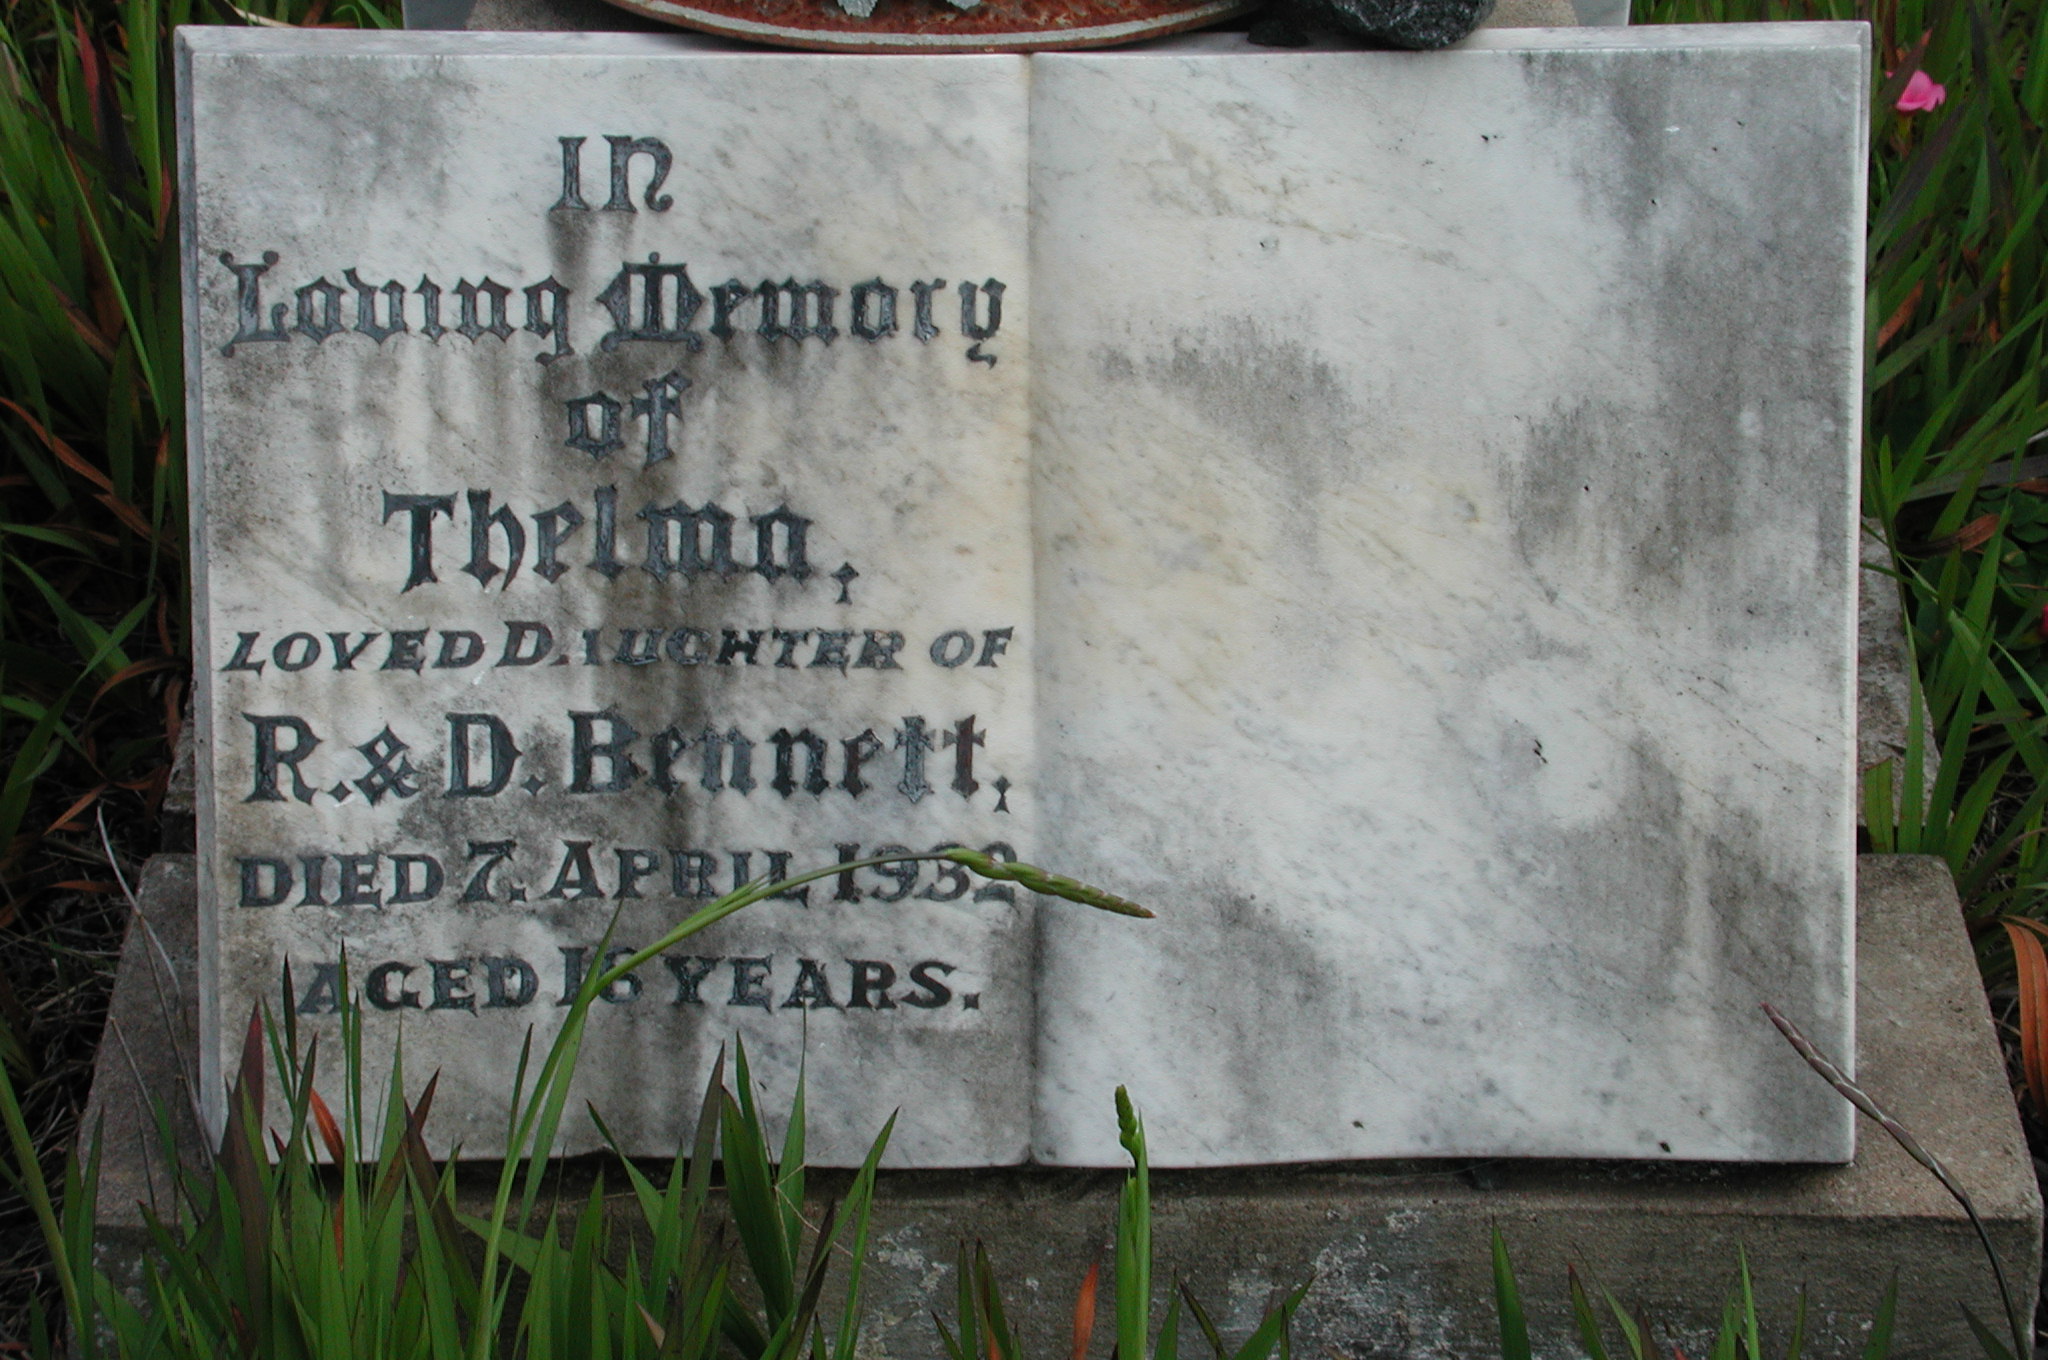 In
Loving Memory
of
Thelma,
LOVED DAUGHTER OF
R. & D. Bennett,
DIED 7, APRIL 1932
AGED 16 YEARS.